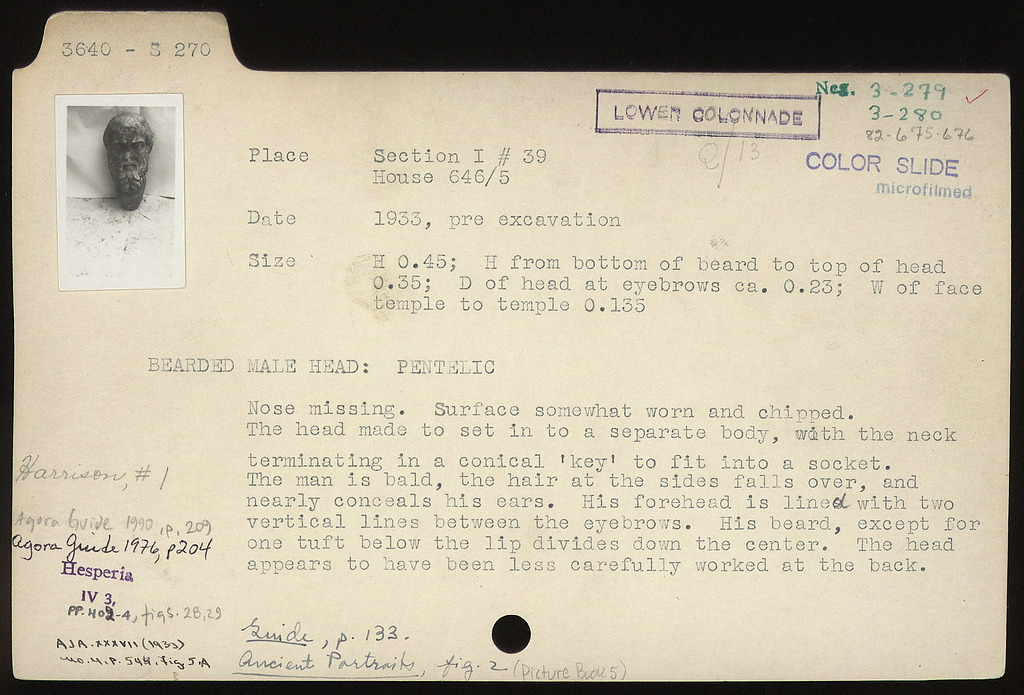 3640 - S 270
LOWER COLONNADE
Neg. 3-279
3-280
82-675-676
COLOR SLIDE
microfilmed
Q/13
Place Section I # 39
House 646/5
Date 1933, pre excavation
Size H 0.45; H from bottom of beard to top of head
0.35; D of head at eyebrows ca. 0.23; W of face
temple to temple 0.135
BEARDED MALE HEAD: PENTELIC
Nose missing. Surface somewhat worn and chipped.
The head made to set in to a separate body, with the neck
terminating in a conical 'key' to fit into a socket.
The man is bald, the hair at the sides falls over, and
nearly conceals his ears. His forehead is lined with two
vertical lines between the eyebrows. His beard, except for
one tuft below the lip divides down the center. The head
appears to have been less carefully worked at the back.
Harrison, # 1
Agora Guide 1990, p. 209
Agora Guide 1976, p204
Hesperia
IV 3,
PP. 402-4, figs. 28,29
AJA. XXXVII (1933)
no. 4, P. 544, fig 5A
Guide, p. 133.
Ancient Portraits, fig. 2 (Picture Book 5)